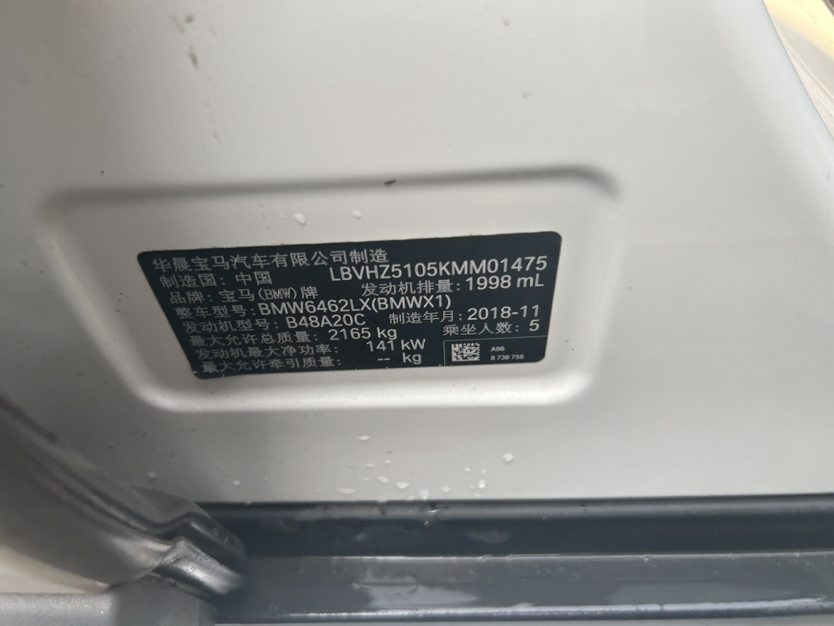 华晨宝马汽车有限公司制造
制造国: 中国 LBVHZ5105KMM01475
品牌: 宝马(BMW)牌 发动机排量: 1998 mL
整车型号: BMW6462LX(BMWX1)
发动机型号: B48A20C 制造年月: 2018-11
最大允许总质量: 2165 kg 乘坐人数: 5
发动机最大净功率: 141 kW
最大允许牵引质量: -- kg
A96
8 738 756